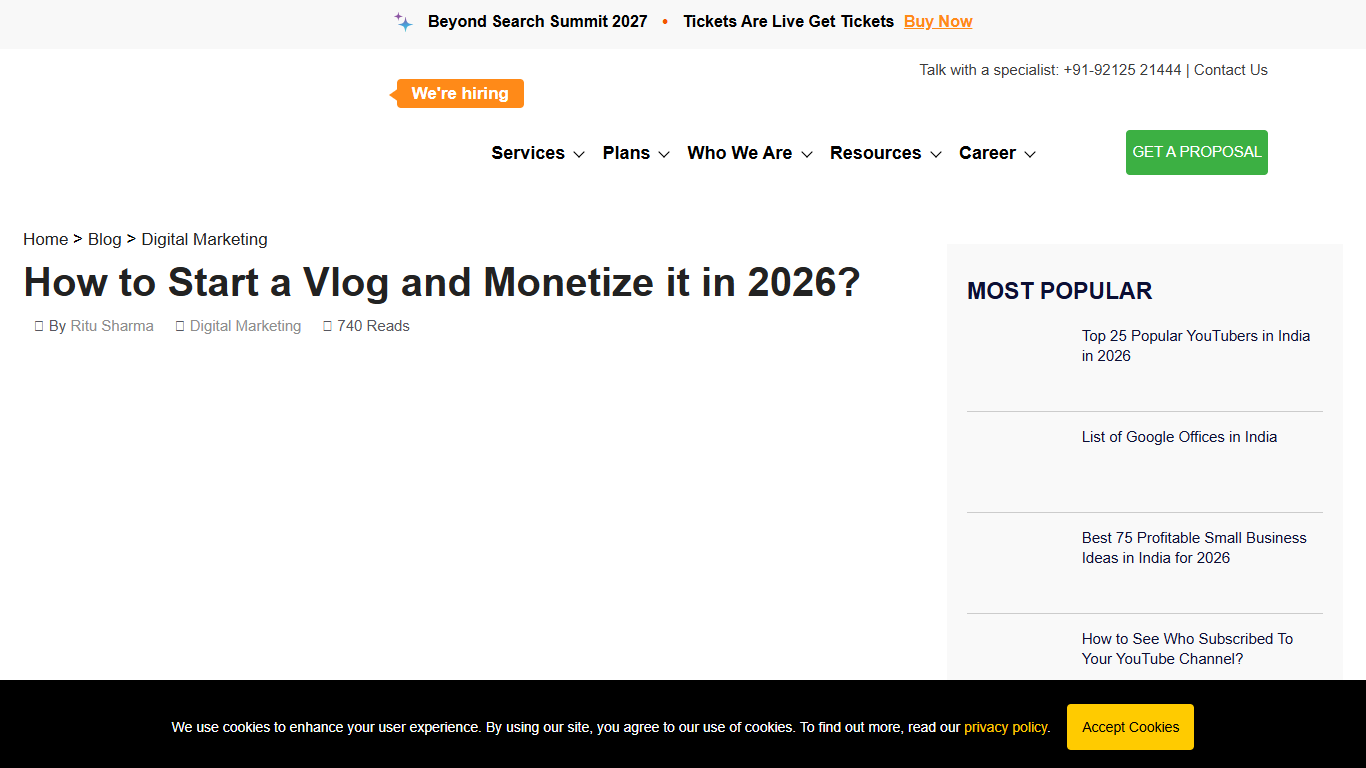 Beyond Search Summit 2027 • Tickets Are Live Get Tickets Buy Now
Talk with a specialist: +91-92125 21444 | Contact Us
We're hiring
Services Plans Who We Are Resources Career
GET A PROPOSAL
Home > Blog > Digital Marketing
How to Start a Vlog and Monetize it in 2026?
By Ritu Sharma Digital Marketing 740 Reads
MOST POPULAR
Top 25 Popular YouTubers in India
in 2026
List of Google Offices in India
Best 75 Profitable Small Business
Ideas in India for 2026
How to See Who Subscribed To
Your YouTube Channel?
We use cookies to enhance your user experience. By using our site, you agree to our use of cookies. To find out more, read our privacy policy.
Accept Cookies